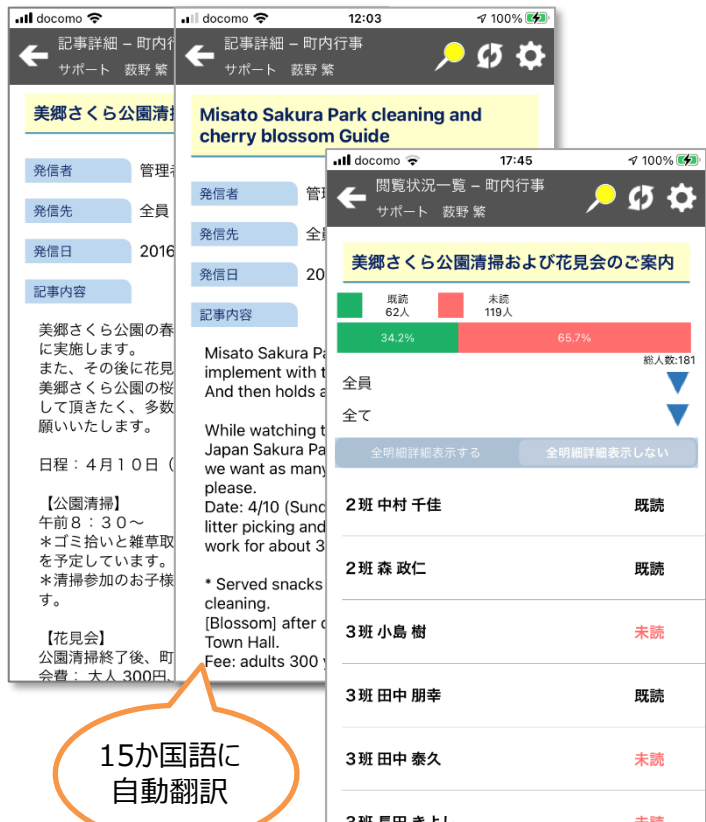 docomo
記事詳細 – 町内行
サポート 薮野 繁
美郷さくら公園清掃
発信者 管理者
発信先 全員
発信日 2016
記事内容
美郷さくら公園の春
に実施します。
また、その後に花見
美郷さくら公園の桜
して頂きたく、多数
願いいたします。
日程：４月１０日（
【公園清掃】
午前８：３０～
＊ゴミ拾いと雑草取
を予定しています。
＊清掃参加のお子様
す。
【花見会】
公園清掃終了後、町
会費： 大人 300円、
docomo 12:03 100%
記事詳細 – 町内行事
サポート 薮野 繁
Misato Sakura Park cleaning and
cherry blossom Guide
発信者 管
発信先 全
発信日 20
記事内容
Misato Sakura Pa
implement with t
And then holds a
While watching t
Japan Sakura Pa
we want as many
please.
Date: 4/10 (Sund
litter picking and
work for about 3
* Served snacks
cleaning.
[Blossom] after c
Town Hall.
Fee: adults 300
docomo 17:45 100%
閲覧状況一覧 – 町内行事
サポート 薮野 繁
美郷さくら公園清掃および花見会のご案内
既読 未読
62人 119人
34.2% 65.7%
総人数:181
全員
全て
全明細詳細表示する 全明細詳細表示しない
２班 中村 千佳 既読
２班 森 政仁 既読
３班 小島 樹 未読
３班 田中 朋幸 既読
３班 田中 泰久 未読
３班 長田 きよし 未読
15か国語に
自動翻訳